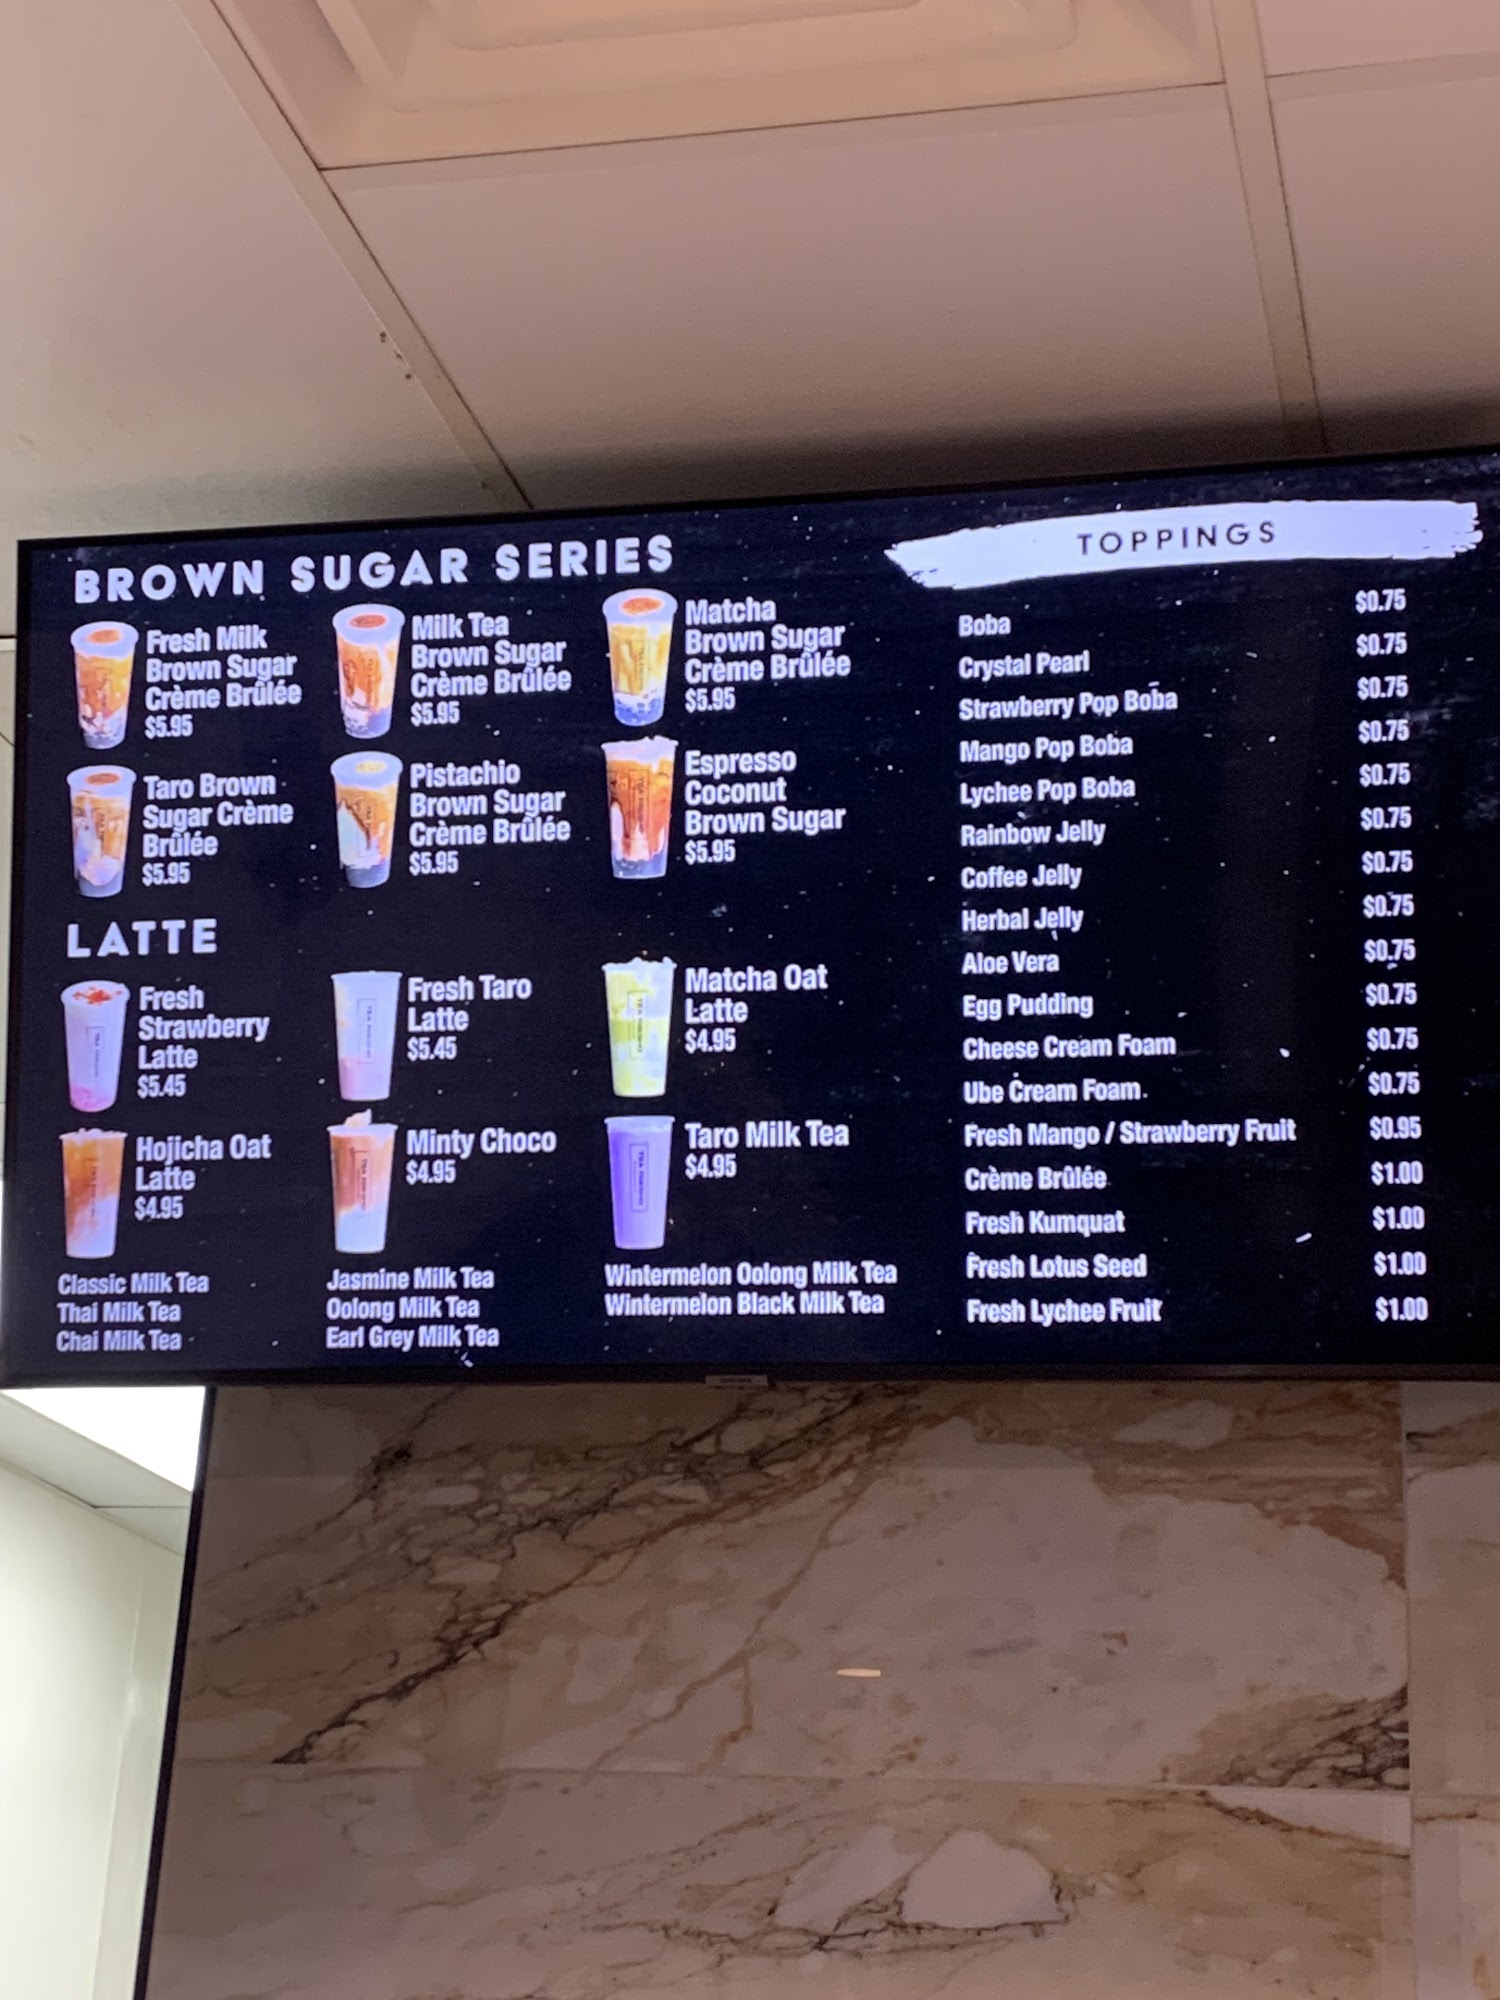 BROWN SUGAR SERIES
Fresh Milk
Brown Sugar
Crème Brûlée
$5.95
Milk Tea
Brown Sugar
Crème Brûlée
$5.95
Matcha
Brown Sugar
Crème Brûlée
$5.95
Taro Brown
Sugar Crème
Brûlée
$5.95
Pistachio
Brown Sugar
Crème Brûlée
$5.95
Espresso
Coconut
Brown Sugar
$5.95
LATTE
Fresh
Strawberry
Latte
$5.45
Fresh Taro
Latte
$5.45
Matcha Oat
Latte
$4.95
Hojicha Oat
Latte
$4.95
Minty Choco
$4.95
Taro Milk Tea
$4.95
Classic Milk Tea
Thai Milk Tea
Chai Milk Tea
Jasmine Milk Tea
Oolong Milk Tea
Earl Grey Milk Tea
Wintermelon Oolong Milk Tea
Wintermelon Black Milk Tea
TOPPINGS
Boba $0.75
Crystal Pearl $0.75
Strawberry Pop Boba $0.75
Mango Pop Boba $0.75
Lychee Pop Boba $0.75
Rainbow Jelly $0.75
Coffee Jelly $0.75
Herbal Jelly $0.75
Aloe Vera $0.75
Egg Pudding $0.75
Cheese Cream Foam $0.75
Ube Cream Foam $0.75
Fresh Mango / Strawberry Fruit $0.95
Crème Brûlée $1.00
Fresh Kumquat $1.00
Fresh Lotus Seed $1.00
Fresh Lychee Fruit $1.00